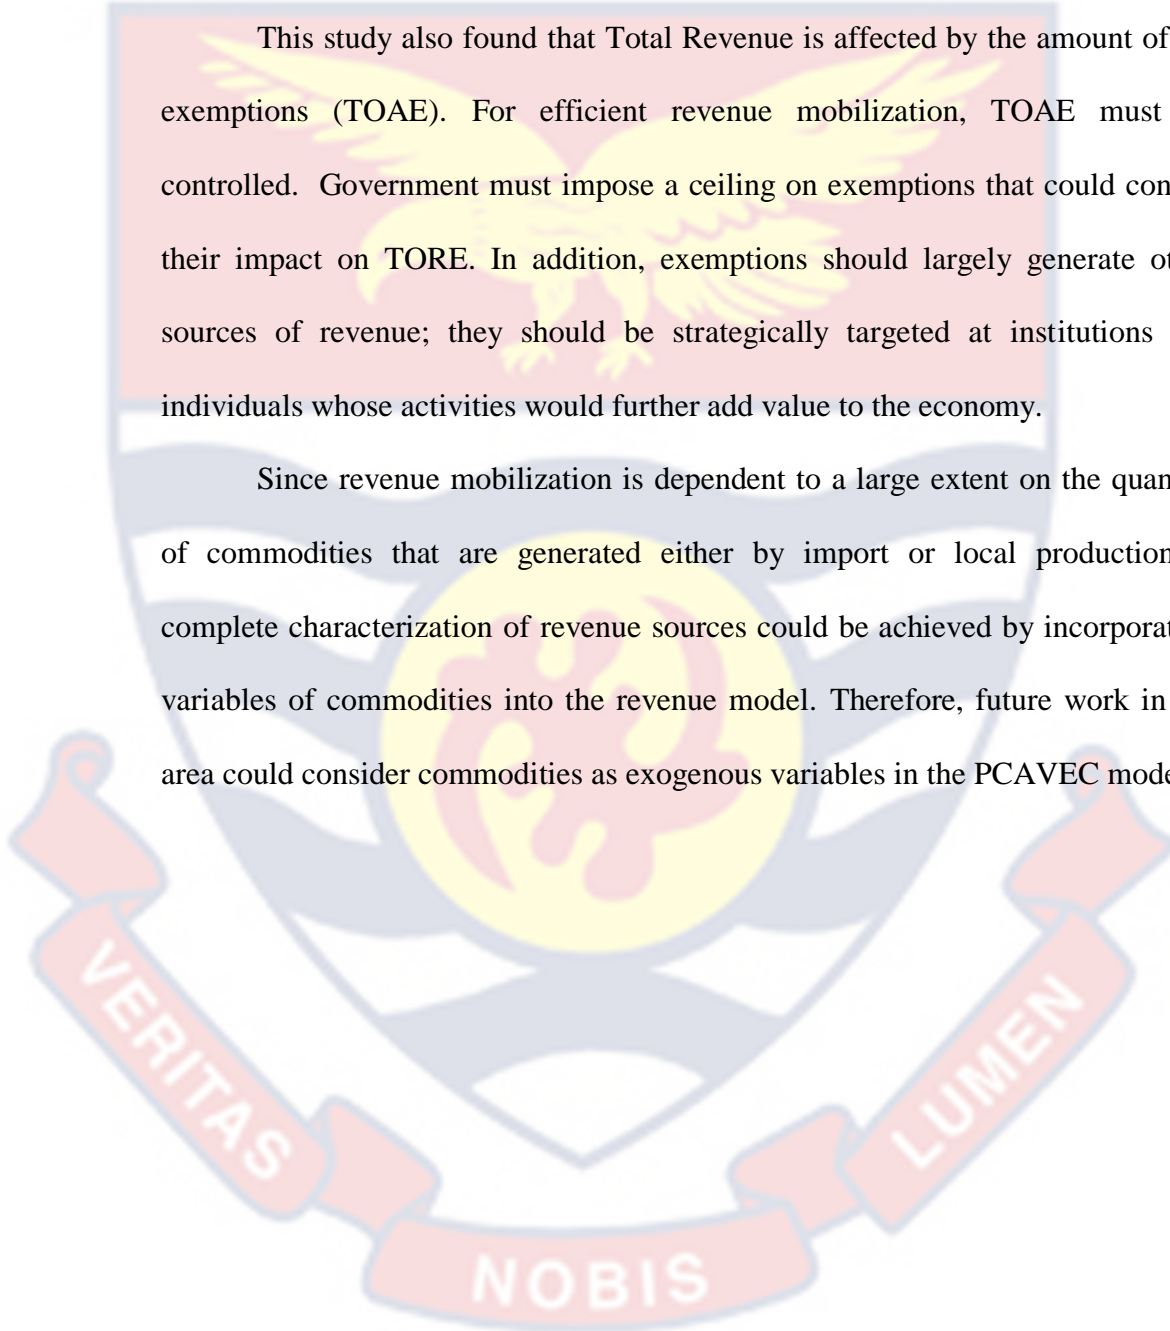 This study also found that Total Revenue is affected by the amount of
exemptions (TOAE). For efficient revenue mobilization, TOAE must
controlled. Government must impose a ceiling on exemptions that could con
their impact on TORE. In addition, exemptions should largely generate ot
sources of revenue; they should be strategically targeted at institutions
individuals whose activities would further add value to the economy.
Since revenue mobilization is dependent to a large extent on the quan
of commodities that are generated either by import or local production
complete characterization of revenue sources could be achieved by incorporat
variables of commodities into the revenue model. Therefore, future work in
area could consider commodities as exogenous variables in the PCAVEC mode
VERITAS
NOBIS
LUMEN